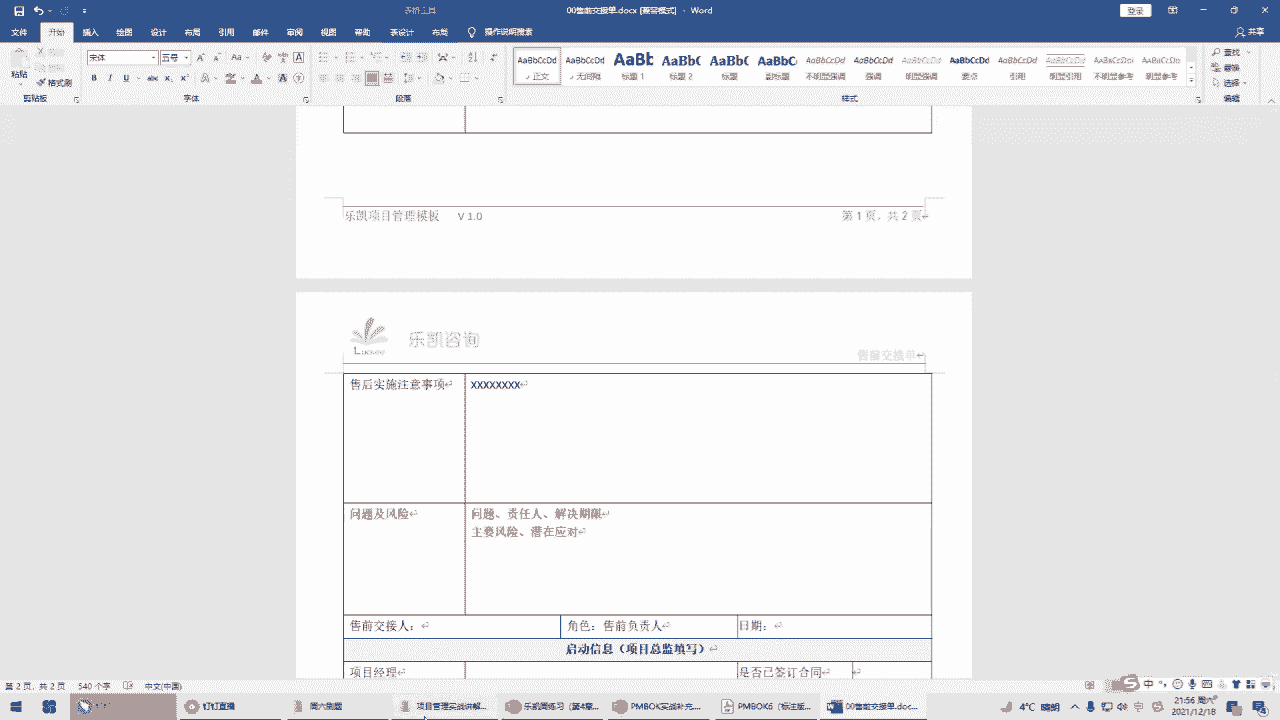 表格工具
00售前交接单.docx [兼容模式] - Word
登录
文件 开始 插入 绘图 设计 布局 引用 邮件 审阅 视图 帮助 表设计 布局 操作说明搜索
共享
粘贴
格式刷
剪贴板
宋体
五号
字体
段落
AaBbCcDd AaBbCcDd AaBb AaBbC AaBbC AaBbC AaBbCcDd AaBbCcDd AaBbCcDd AaBbCcDd AaBbCcDd AaBbCcDd AaBbCcDd AaBbCcDd
正文 无间隔 标题 1 标题 2 标题 副标题 不明显强调 强调 明显强调 要点 引用 明显引用 不明显参考 明显参考
样式
查找
替换
选择
编辑
乐凯项目管理模板 V 1.0
第 1 页，共 2 页
乐凯咨询
售前交接单
售后实施注意事项
XXXXXXXX
问题及风险
问题、责任人、解决期限
主要风险、潜在应对
售前交接人：
角色：售前负责人
日期：
启动信息（项目总监填写）
项目经理
是否已签订合同
第 2 页，共 2 页 540 个字 中文(中国)
钉钉直播
周六刷题
项目管理实战讲解...
PMBOK实战补充...
PMBOK6（标注版...
00售前交接单.doc...
4°C 晴朗
中
21:56 周六
2021/12/18